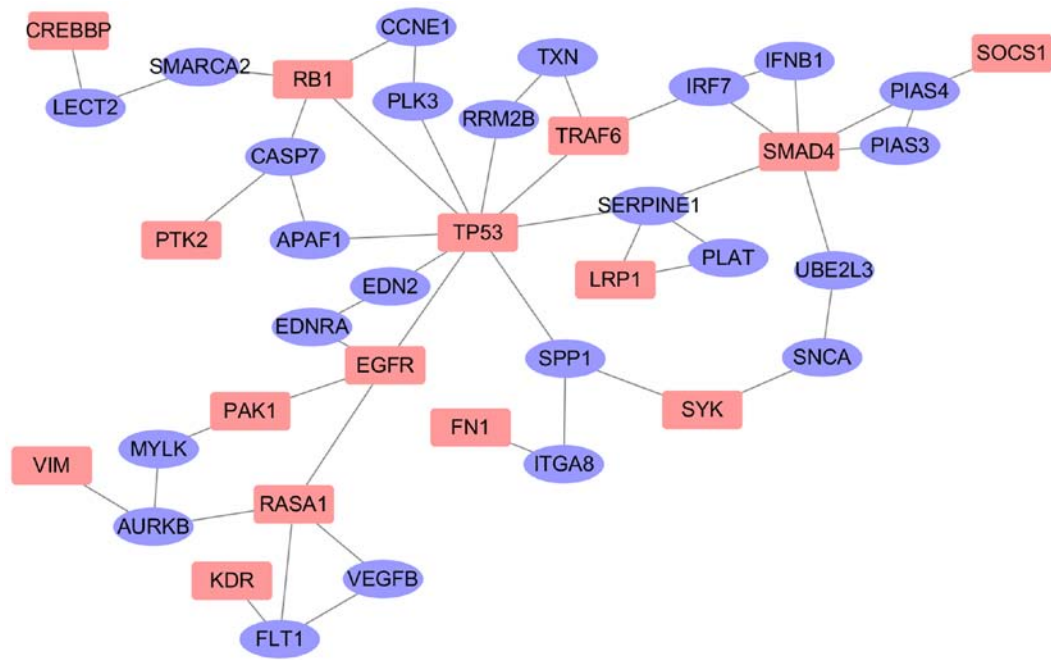 CREBBP
CCNE1
TXN
IFNB1
SOCS1
SMARCA2
RB1
IRF7
PIAS4
LECT2
PLK3
RRM2B
TRAF6
SMAD4
PIAS3
CASP7
SERPINE1
PTK2
APAF1
TP53
PLAT
UBE2L3
LRP1
EDN2
EDNRA
EGFR
SPP1
SNCA
PAK1
SYK
FN1
MYLK
VIM
ITGA8
RASA1
AURKB
KDR
VEGFB
FLT1